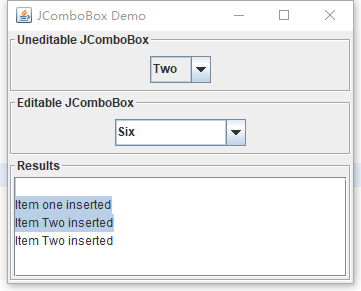 JComboBox Demo
Uneditable JComboBox
Two
Editable JComboBox
Six
Results
Item one inserted
Item Two inserted
Item Two inserted